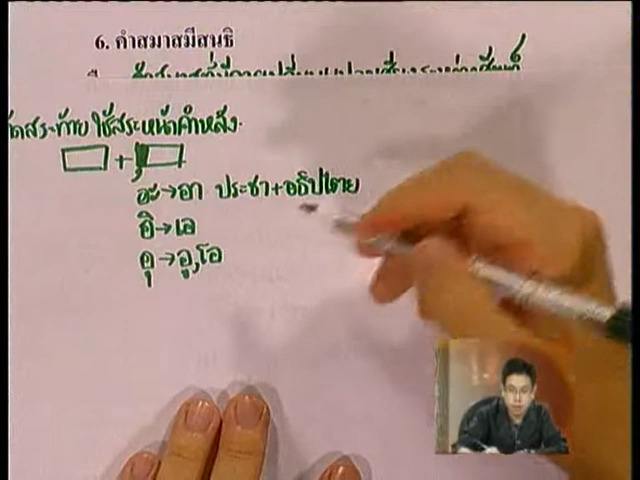 6. คำสมาสมีสนธิ
สระท้าย ใช้สระหน้าคำหลัง
+
อะ→อา ประชา+อธิปไตย
อิ→เอ
อุ→อู,โอ